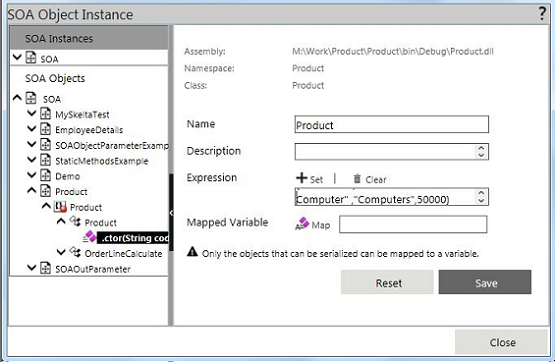 SOA Object Instance
?
SOA Instances
SOA
SOA Objects
SOA
MySkeltaTest
EmployeeDetails
SOAObjectParameterExamp
StaticMethodsExample
Demo
Product
Product
Product
.ctor(String cod
OrderLineCalculate
SOAOutParameter
Assembly: M:\Work\Product\Product\bin\Debug\Product.dll
Namespace: Product
Class: Product
Name Product
Description
Expression Set | Clear
Computer" ,"Computers",50000)
Mapped Variable Map
Only the objects that can be serialized can be mapped to a variable.
Reset Save
Close